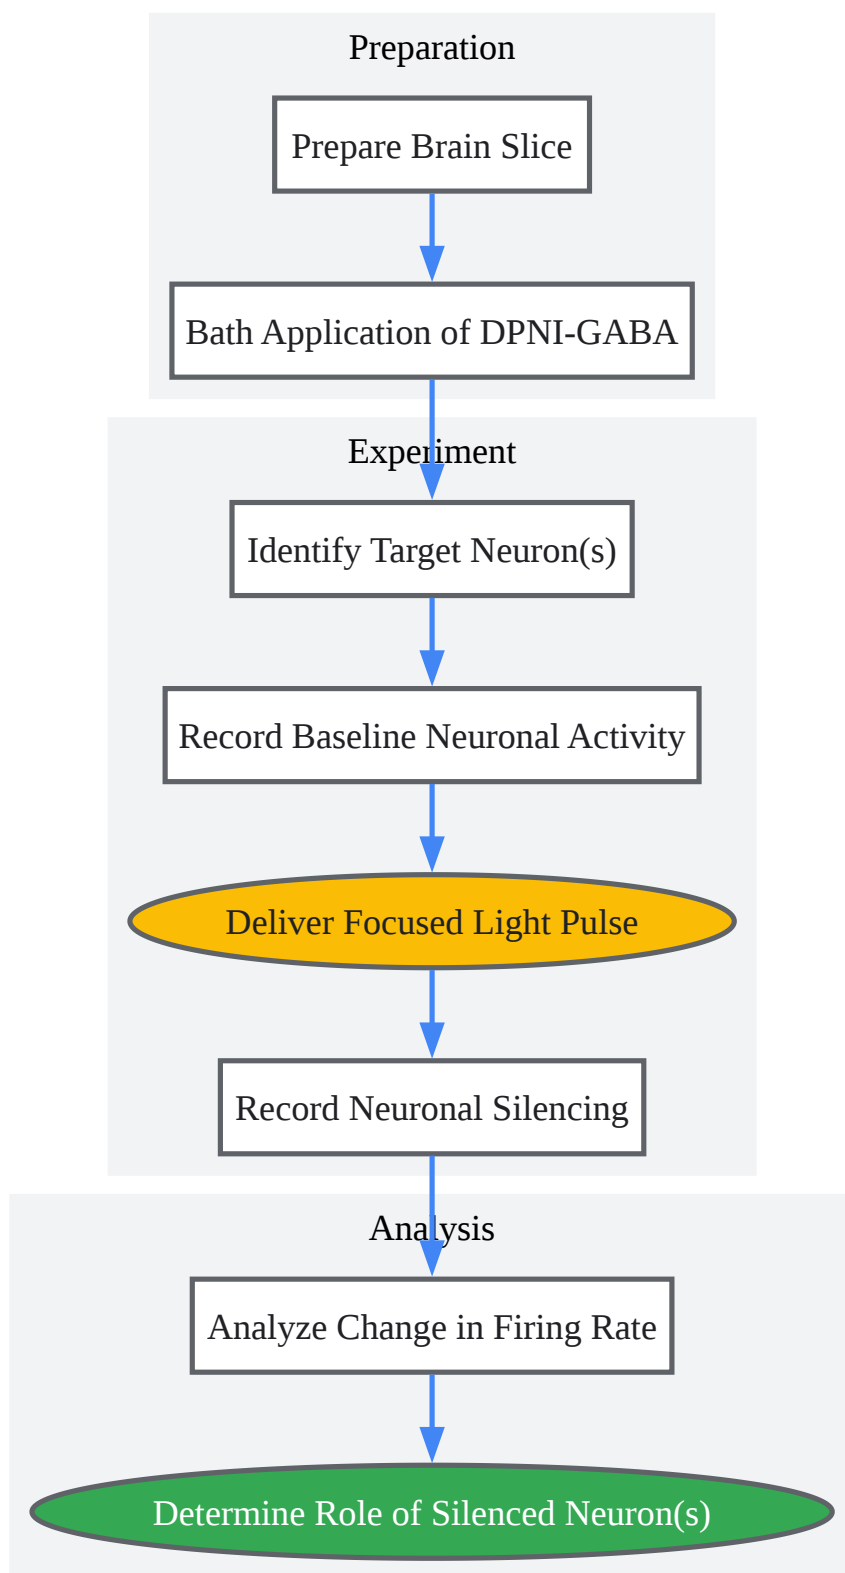 Preparation
Prepare Brain Slice
Bath Application of DPNI-GABA
Experiment
Identify Target Neuron(s)
Record Baseline Neuronal Activity
Deliver Focused Light Pulse
Record Neuronal Silencing
Analysis
Analyze Change in Firing Rate
Determine Role of Silenced Neuron(s)